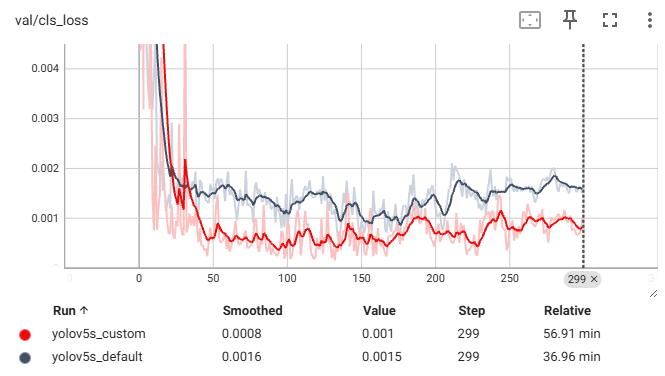 val/cls_loss
0.004
0.003
0.002
0.001
0 50 100 150 200 250 299 ×
Run ↑ Smoothed Value Step Relative
yolov5s_custom 0.0008 0.001 299 56.91 min
yolov5s_default 0.0016 0.0015 299 36.96 min